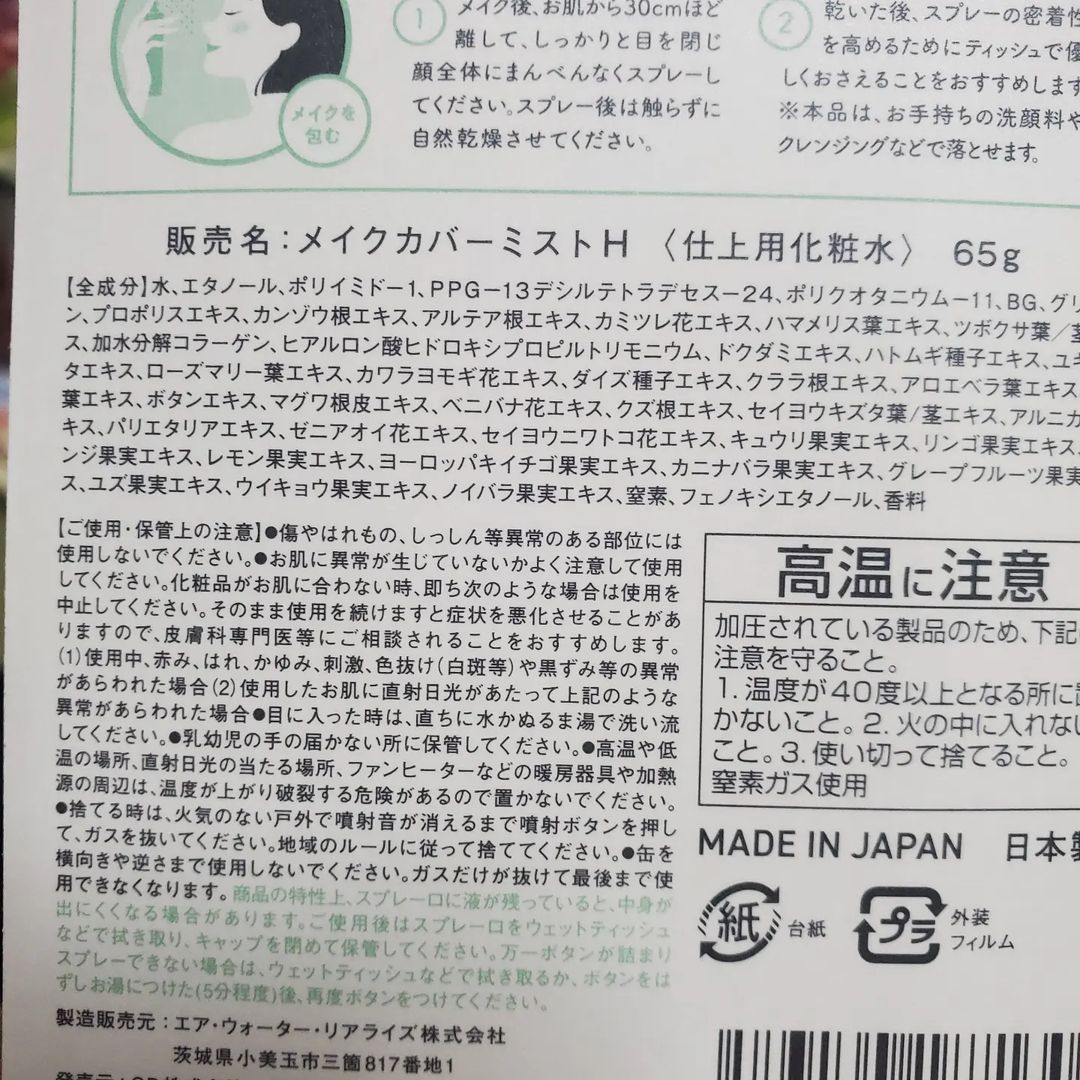 メイクを
包む
1
メイク後、お肌から30cmほど
離して、しっかりと目を閉じ
顔全体にまんべんなくスプレーし
てください。スプレー後は触らずに
自然乾燥させてください。
2
乾いた後、スプレーの密着性
を高めるためにティッシュで優
しくおさえることをおすすめします
※本品は、お手持ちの洗顔料や
クレンジングなどで落とせます。
販売名：メイクカバーミストH 〈仕上用化粧水〉 65g
【全成分】水、エタノール、ポリイミド-1、PPG-13デシルテトラデセス-24、ポリクオタニウム-11、BG、グリ
ン、プロポリスエキス、カンゾウ根エキス、アルテア根エキス、カミツレ花エキス、ハマメリス葉エキス、ツボクサ葉/茎
ス、加水分解コラーゲン、ヒアルロン酸ヒドロキシプロピルトリモニウム、ドクダミエキス、ハトムギ種子エキス、ユキ
タエキス、ローズマリー葉エキス、カワラヨモギ花エキス、ダイズ種子エキス、クララ根エキス、アロエベラ葉エキス
葉エキス、ボタンエキス、マグワ根皮エキス、ベニバナ花エキス、クズ根エキス、セイヨウキズタ葉/茎エキス、アルニカ
キス、パリエタリアエキス、ゼニアオイ花エキス、セイヨウニワトコ花エキス、キュウリ果実エキス、リンゴ果実エキス、
ンジ果実エキス、レモン果実エキス、ヨーロッパキイチゴ果実エキス、カニナバラ果実エキス、グレープフルーツ果実
ス、ユズ果実エキス、ウイキョウ果実エキス、ノイバラ果実エキス、窒素、フェノキシエタノール、香料
【ご使用・保管上の注意】●傷やはれもの、しっしん等異常のある部位には
使用しないでください。●お肌に異常が生じていないかよく注意して使用
してください。化粧品がお肌に合わない時、即ち次のような場合は使用を
中止してください。そのまま使用を続けますと症状を悪化させることがあ
りますので、皮膚科専門医等にご相談されることをおすすめします。
(1)使用中、赤み、はれ、かゆみ、刺激、色抜け(白斑等)や黒ずみ等の異常
があらわれた場合(2)使用したお肌に直射日光があたって上記のような
異常があらわれた場合●目に入った時は、直ちに水かぬるま湯で洗い流
してください。●乳幼児の手の届かない所に保管してください。●高温や低
温の場所、直射日光の当たる場所、ファンヒーターなどの暖房器具や加熱
源の周辺は、温度が上がり破裂する危険があるので置かないでください。
●捨てる時は、火気のない戸外で噴射音が消えるまで噴射ボタンを押し
て、ガスを抜いてください。地域のルールに従って捨ててください。●缶を
横向きや逆さまで使用しないでください。ガスだけが抜けて最後まで使
用できなくなります。商品の特性上、スプレー口に液が残っていると、中身が
出にくくなる場合があります。ご使用後はスプレー口をウェットティッシュ
などで拭き取り、キャップを閉めて保管してください。万一ボタンが詰まり
スプレーできない場合は、ウェットティッシュなどで拭き取るか、ボタンをは
ずしお湯につけた(5分程度)後、再度ボタンをつけてください。
製造販売元：エア・ウォーター・リアライズ株式会社
茨城県小美玉市三箇817番地1
高温に注意
加圧されている製品のため、下記
注意を守ること。
1.温度が40度以上となる所に
かないこと。2.火の中に入れない
こと。3.使い切って捨てること。
窒素ガス使用
MADE IN JAPAN 日本製
紙 台紙
プラ 外装
フィルム